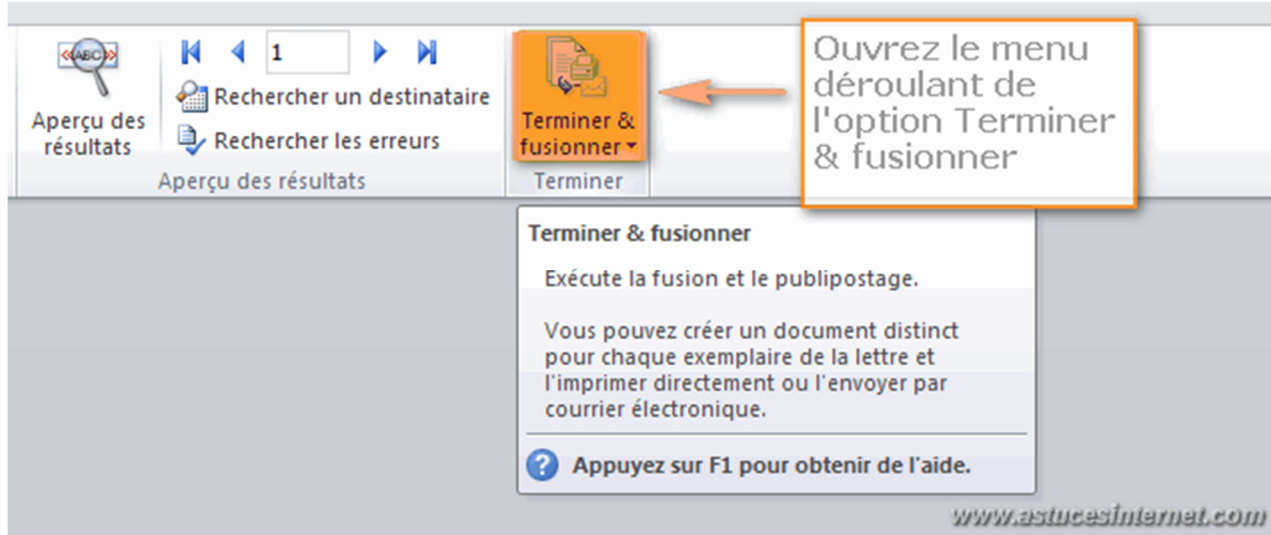 «ABC»
1
Aperçu des
résultats
Rechercher un destinataire
Rechercher les erreurs
Aperçu des résultats
Terminer &
fusionner
Terminer
Ouvrez le menu
déroulant de
l'option Terminer
& fusionner
Terminer & fusionner
Exécute la fusion et le publipostage.
Vous pouvez créer un document distinct
pour chaque exemplaire de la lettre et
l'imprimer directement ou l'envoyer par
courrier électronique.
? Appuyez sur F1 pour obtenir de l'aide.
www.astucesinternet.com